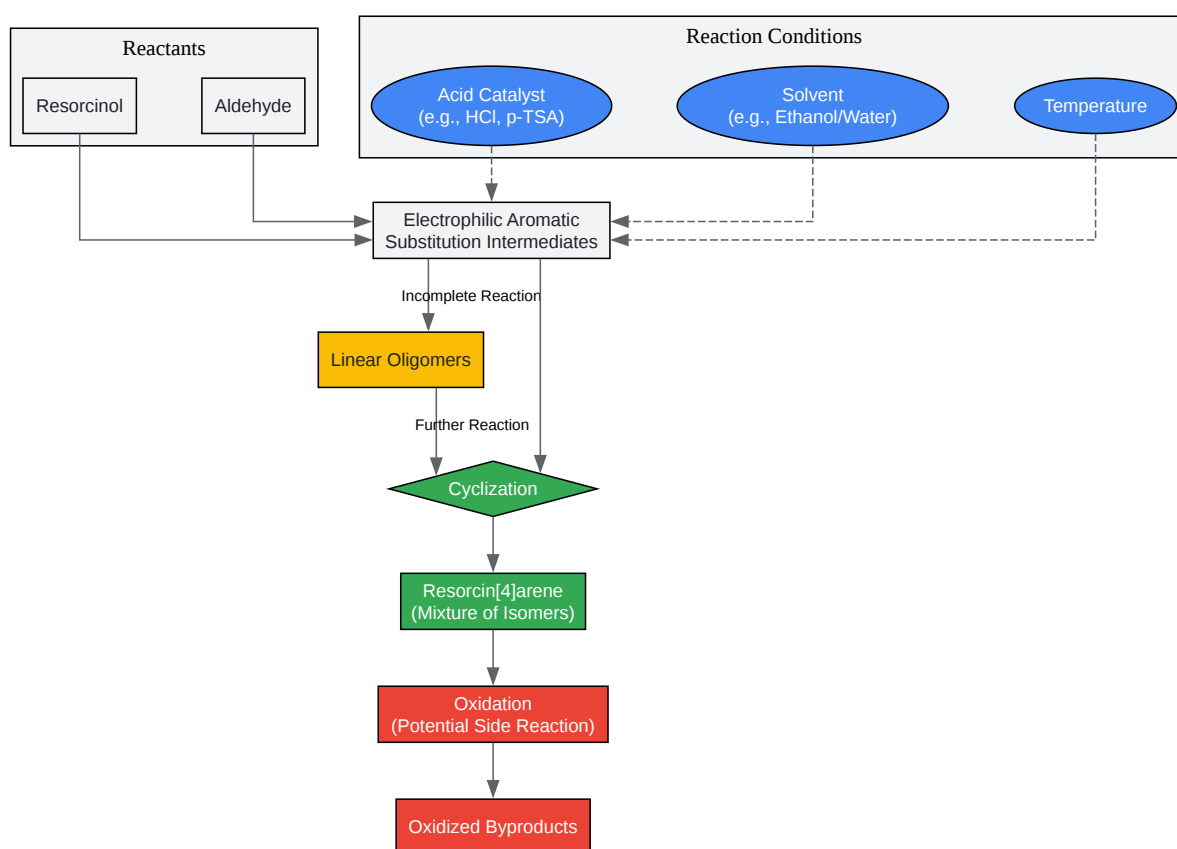 Reactants
Resorcinol
Aldehyde
Reaction Conditions
Acid Catalyst
(e.g., HCl, p-TSA)
Solvent
(e.g., Ethanol/Water)
Temperature
Electrophilic Aromatic
Substitution Intermediates
Incomplete Reaction
Linear Oligomers
Further Reaction
Cyclization
Resorcin[4]arene
(Mixture of Isomers)
Oxidation
(Potential Side Reaction)
Oxidized Byproducts